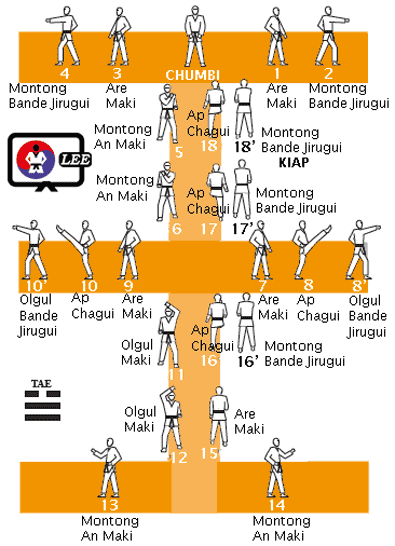 CHUMBI
4
3
1
2
Montong
Bande Jirugui
Are
Maki
Are
Maki
Montong
Bande Jirugui
Montong
An Maki
5
Ap
Chagui
18
18’
Montong
Bande Jirugui
KIAP
LEE
Montong
An Maki
6
Ap
Chagui
17
17’
Montong
Bande Jirugui
10’
10
9
7
8
8’
Olgul
Bande
Jirugui
Ap
Chagui
Are
Maki
Are
Maki
Ap
Chagui
Olgul
Bande
Jirugui
Olgul
Maki
11
Ap
Chagui
16
16’
Montong
Bande Jirugui
TAE
Olgul
Maki
12
15
Are
Maki
13
14
Montong
An Maki
Montong
An Maki